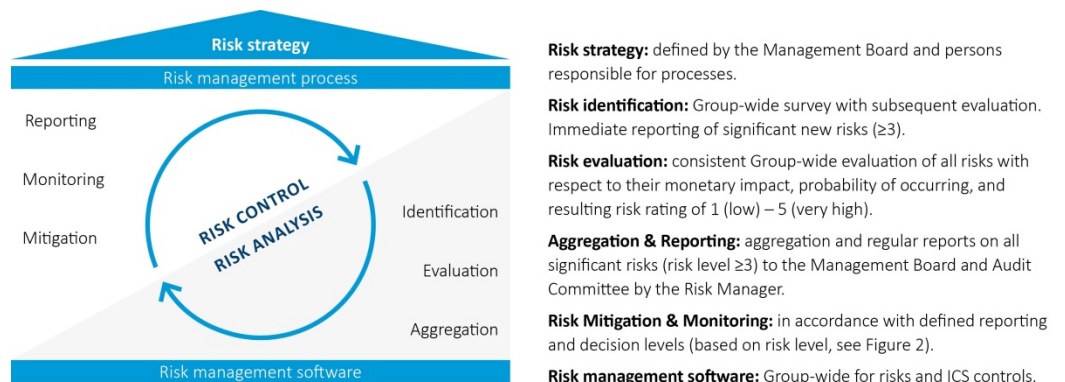 Risk strategy
Risk management process
Reporting
Monitoring
Mitigation
RISK CONTROL
RISK ANALYSIS
Identification
Evaluation
Aggregation
Risk management software
Risk strategy: defined by the Management Board and persons
responsible for processes.
Risk identification: Group-wide survey with subsequent evaluation.
Immediate reporting of significant new risks (≥3).
Risk evaluation: consistent Group-wide evaluation of all risks with
respect to their monetary impact, probability of occurring, and
resulting risk rating of 1 (low) – 5 (very high).
Aggregation & Reporting: aggregation and regular reports on all
significant risks (risk level ≥3) to the Management Board and Audit
Committee by the Risk Manager.
Risk Mitigation & Monitoring: in accordance with defined reporting
and decision levels (based on risk level, see Figure 2).
Risk management software: Group-wide for risks and ICS controls.